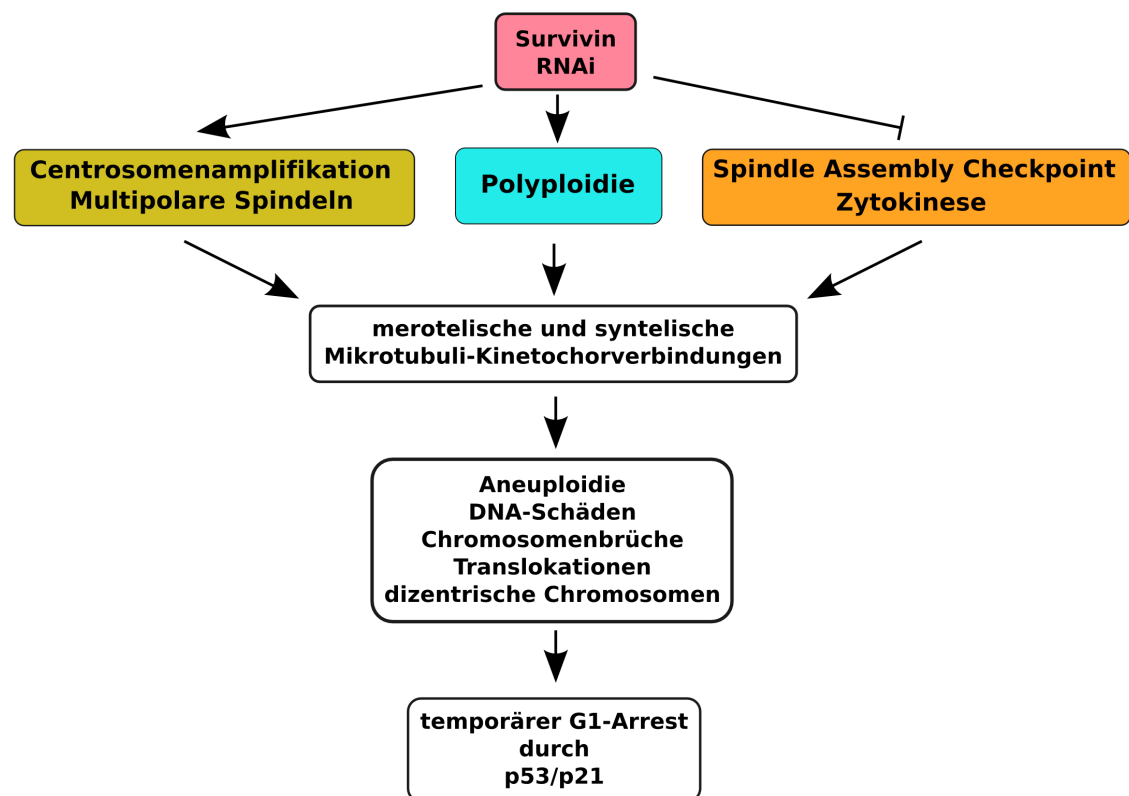 Survivin
RNAi
Centrosomenamplifikation
Multipolare Spindeln
Polyploidie
Spindle Assembly Checkpoint
Zytokinese
merotelische und syntelische
Mikrotubuli-Kinetochorverbindungen
Aneuploidie
DNA-Schäden
Chromosomenbrüche
Translokationen
dizentrische Chromosomen
temporärer G1-Arrest
durch
p53/p21